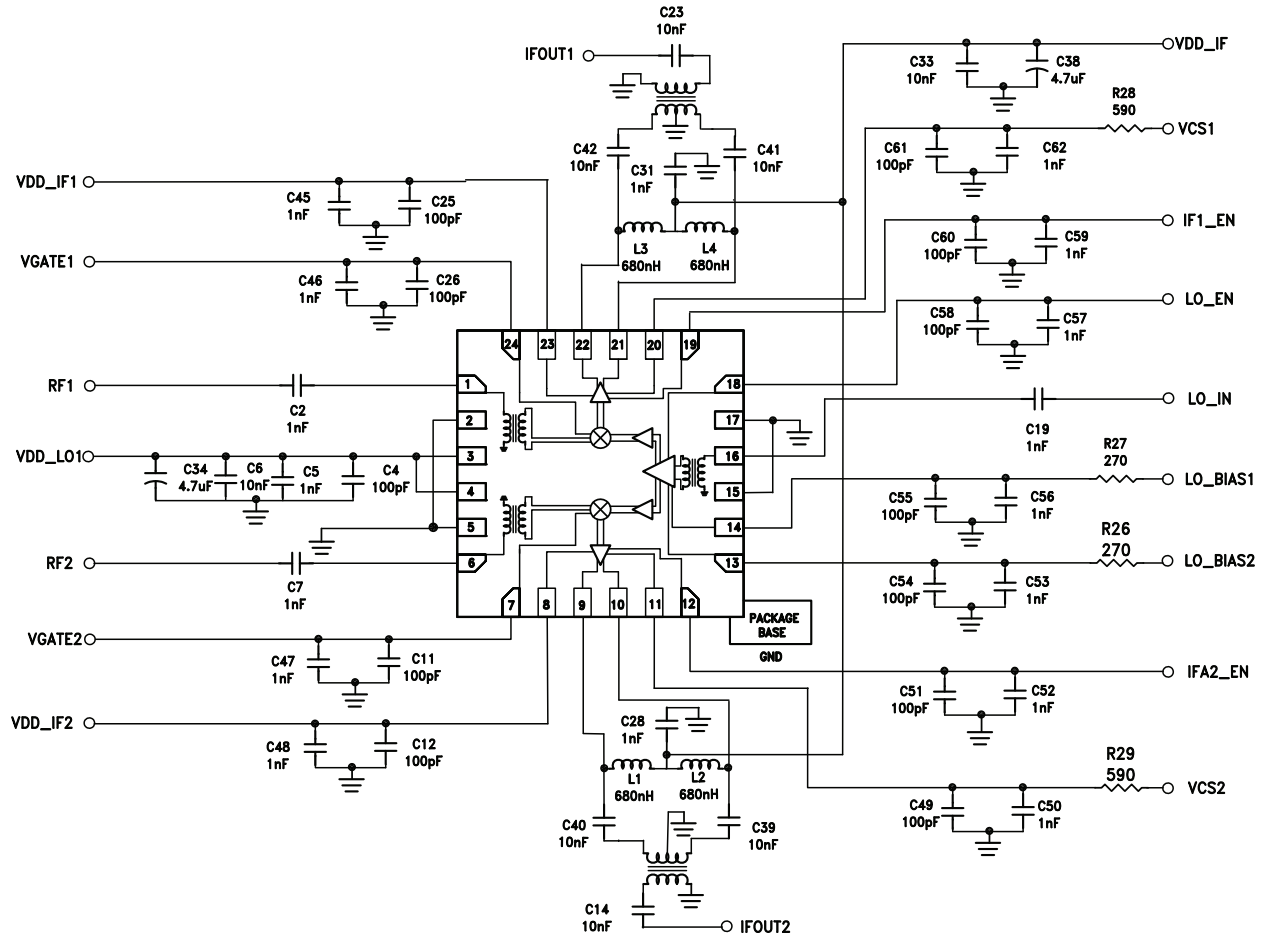 C23
10nF
IFOUT1
VDD_IF
C33
10nF
C38
4.7uF
R28
590
VCS1
C42
10nF
C41
10nF
C31
1nF
C61
100pF
C62
1nF
VDD_IF1
C45
1nF
C25
100pF
IF1_EN
L3
680nH
L4
680nH
C60
100pF
C59
1nF
VGATE1
C46
1nF
C26
100pF
LO_EN
C58
100pF
C57
1nF
24
23
22
21
20
19
RF1
C2
1nF
1
18
LO_IN
C19
1nF
2
17
VDD_LO1
C34
4.7uF
C6
10nF
C5
1nF
C4
100pF
3
16
R27
270
LO_BIAS1
4
15
C55
100pF
C56
1nF
5
14
R26
270
RF2
C7
1nF
6
13
LO_BIAS2
C54
100pF
C53
1nF
7
8
9
10
11
12
PACKAGE
BASE
GND
VGATE2
C47
1nF
C11
100pF
IFA2_EN
C51
100pF
C52
1nF
VDD_IF2
C48
1nF
C12
100pF
C28
1nF
L1
680nH
L2
680nH
R29
590
VCS2
C49
100pF
C50
1nF
C40
10nF
C39
10nF
C14
10nF
IFOUT2